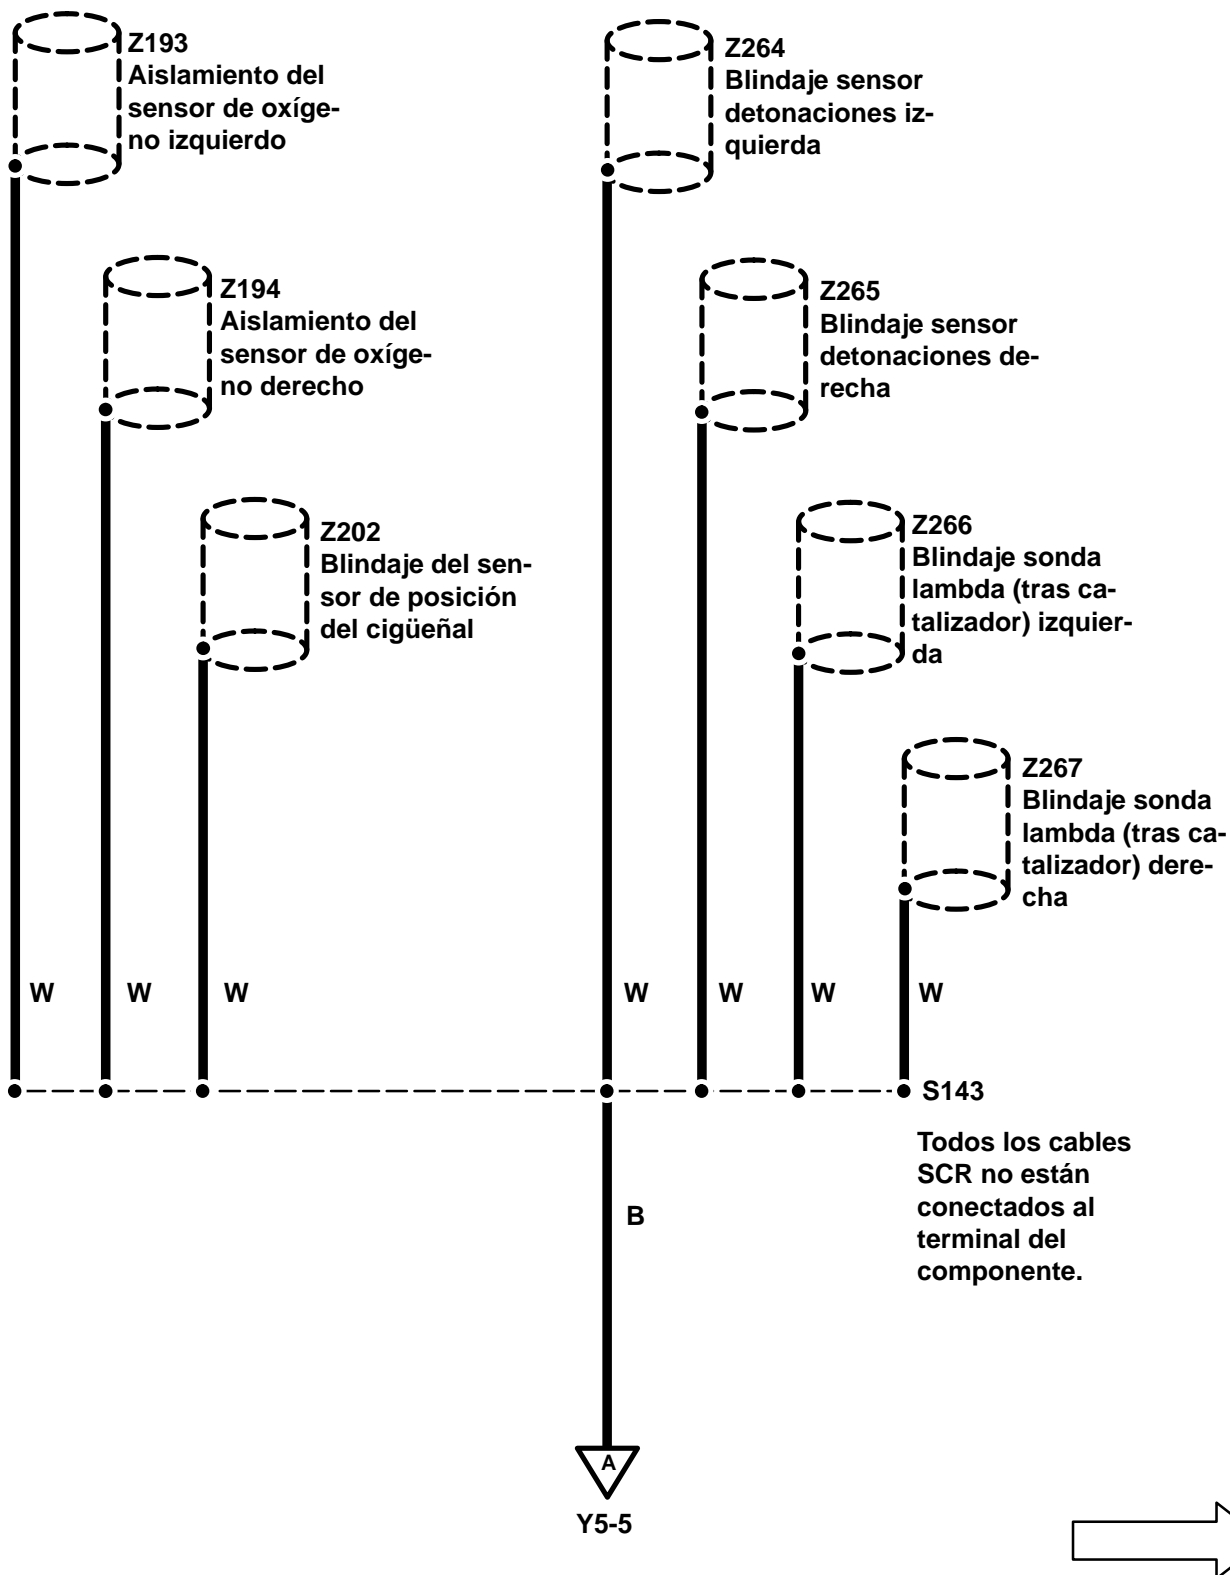 Z193
Aislamiento del
sensor de oxíge-
no izquierdo
Z264
Blindaje sensor
detonaciones iz-
quierda
Z194
Aislamiento del
sensor de oxíge-
no derecho
Z265
Blindaje sensor
detonaciones de-
recha
Z202
Blindaje del sen-
sor de posición
del cigüeñal
Z266
Blindaje sonda
lambda (tras ca-
talizador) izquier-
da
Z267
Blindaje sonda
lambda (tras ca-
talizador) dere-
cha
W W W W W W W
S143
Todos los cables
SCR no están
conectados al
terminal del
componente.
B
A
Y5-5